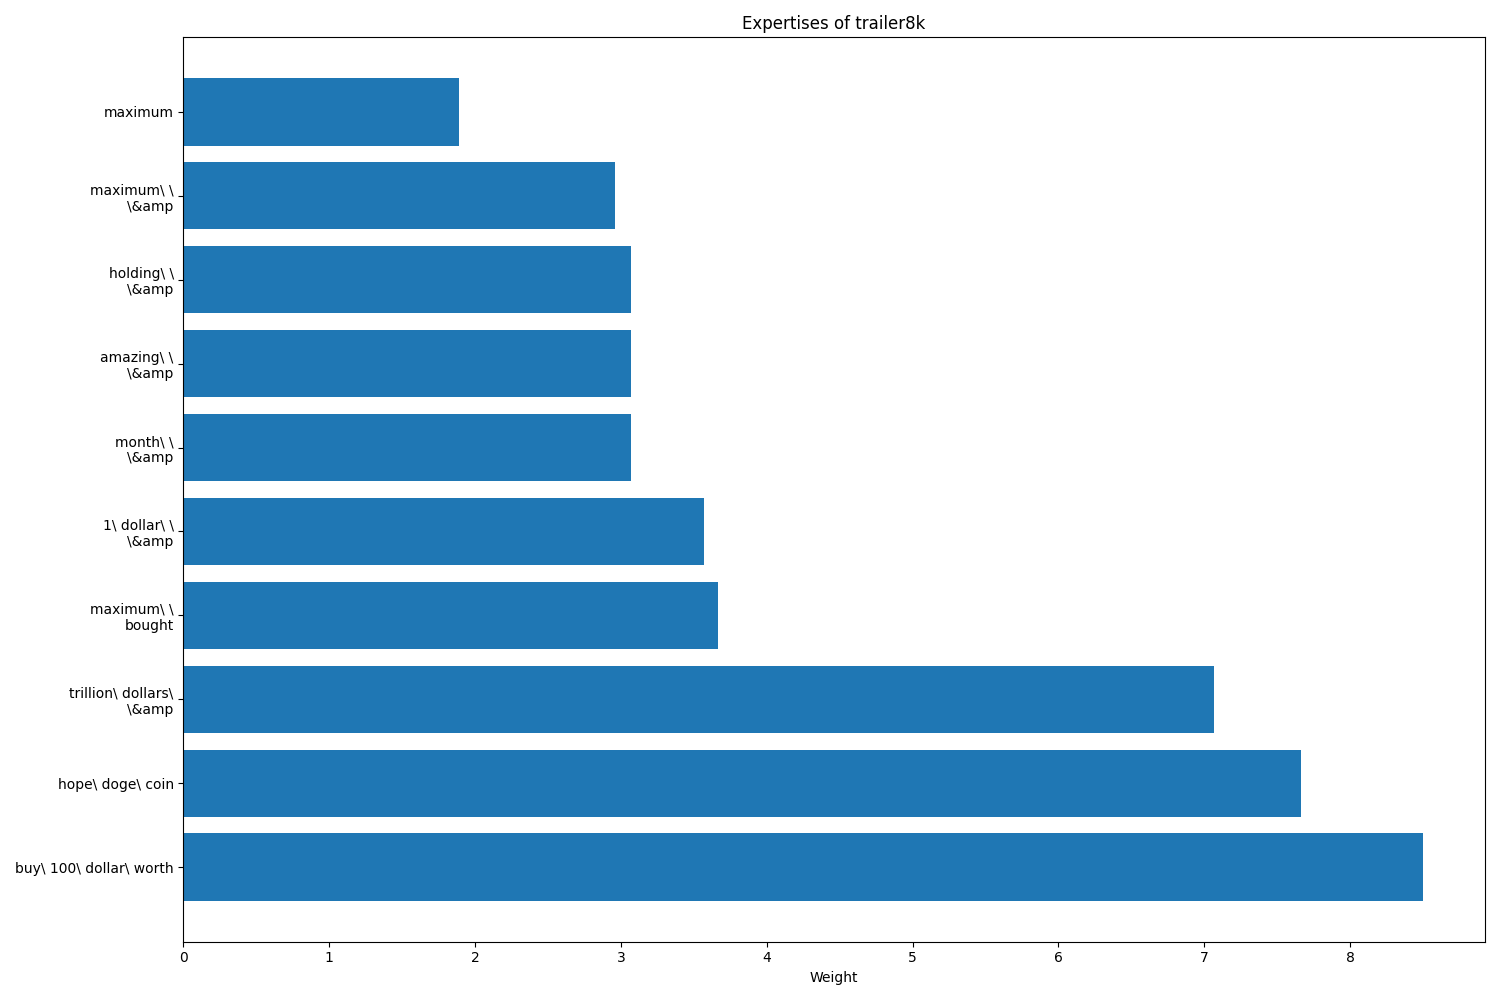 Expertises of trailer8k
maximum
maximum\ \
\&amp
holding\ \
\&amp
amazing\ \
\&amp
month\ \
\&amp
1\ dollar\ \
\&amp
maximum\ \
bought
trillion\ dollars\
\&amp
hope\ doge\ coin
buy\ 100\ dollar\ worth
0 1 2 3 4 5 6 7 8
Weight